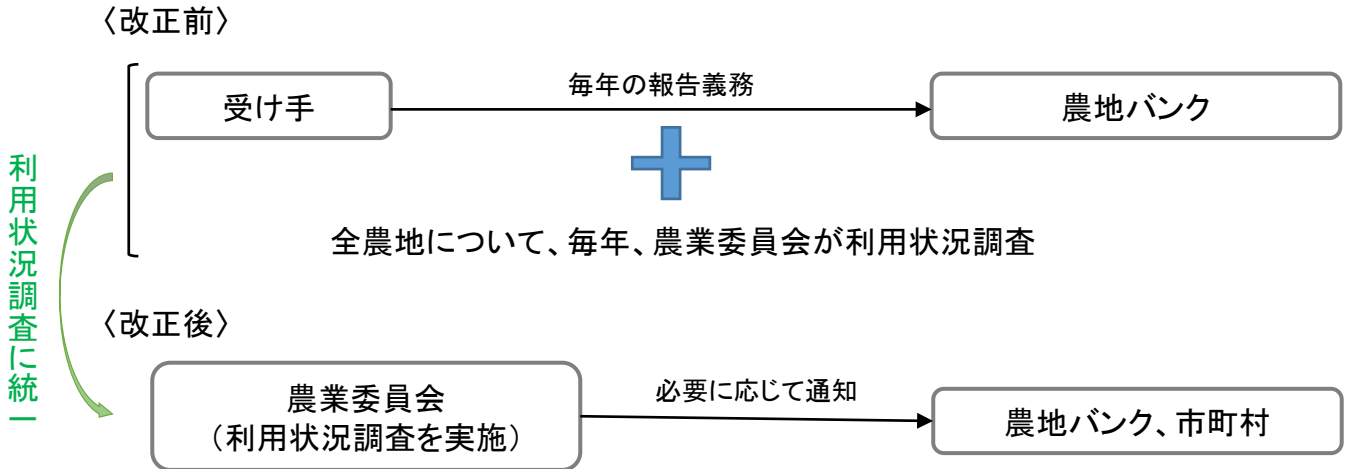 〈改正前〉
受け手
毎年の報告義務
農地バンク
全農地について、毎年、農業委員会が利用状況調査
利用状況調査に統一
〈改正後〉
農業委員会
（利用状況調査を実施）
必要に応じて通知
農地バンク、市町村